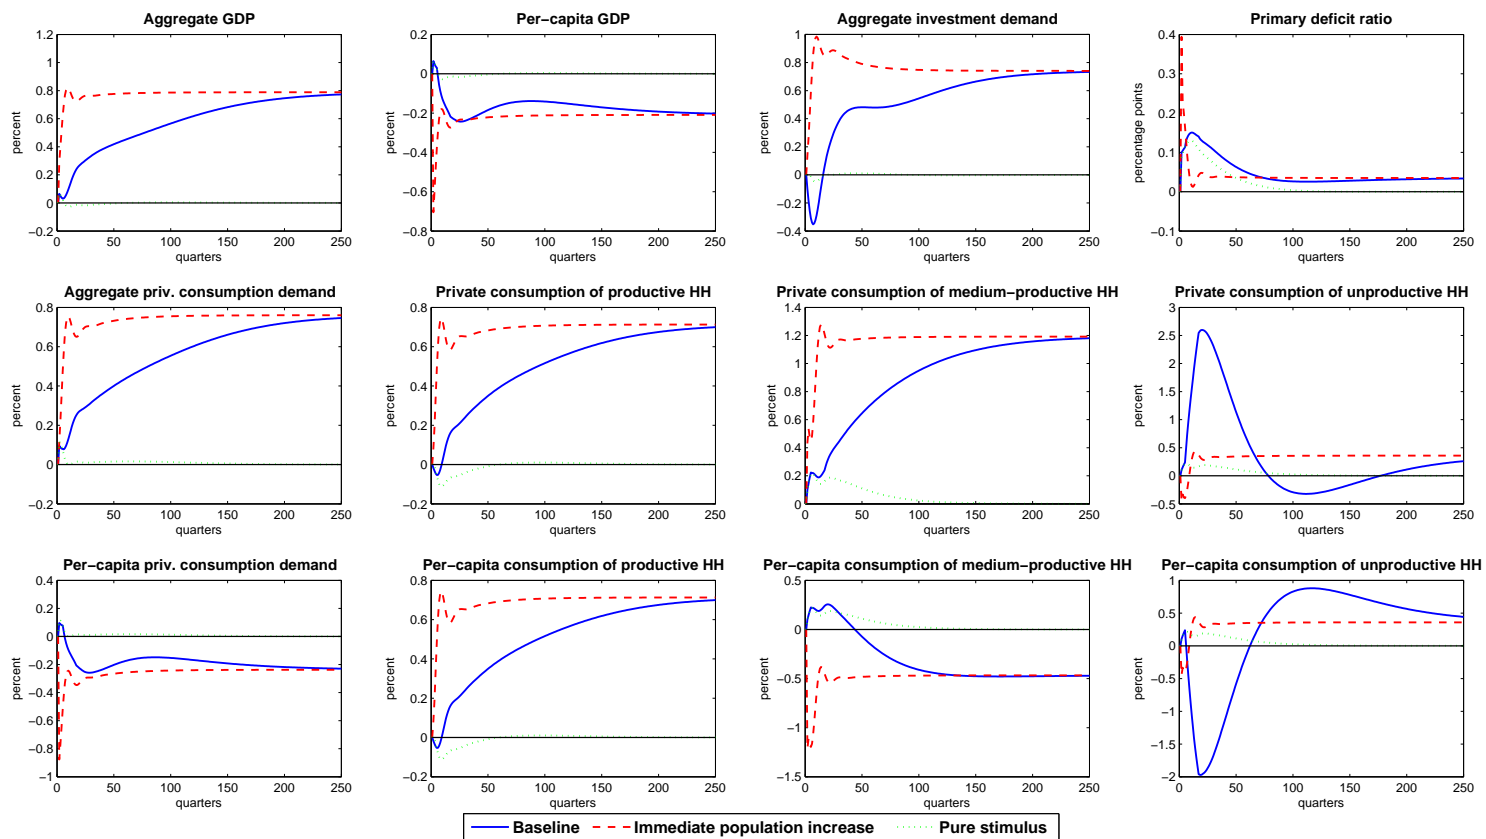 Aggregate GDP
1.2
1
0.8
0.6
0.4
0.2
0
−0.2
percent
0 50 100 150 200 250
quarters
Per−capita GDP
0.2
0
−0.2
−0.4
−0.6
−0.8
percent
0 50 100 150 200 250
quarters
Aggregate investment demand
1
0.8
0.6
0.4
0.2
0
−0.2
−0.4
percent
0 50 100 150 200 250
quarters
Primary deficit ratio
0.4
0.3
0.2
0.1
0
−0.1
percentage points
0 50 100 150 200 250
quarters
Aggregate priv. consumption demand
0.8
0.6
0.4
0.2
0
−0.2
percent
0 50 100 150 200 250
quarters
Private consumption of productive HH
0.8
0.6
0.4
0.2
0
−0.2
percent
0 50 100 150 200 250
quarters
Private consumption of medium−productive HH
1.4
1.2
1
0.8
0.6
0.4
0.2
0
percent
0 50 100 150 200 250
quarters
Private consumption of unproductive HH
3
2.5
2
1.5
1
0.5
0
−0.5
percent
0 50 100 150 200 250
quarters
Per−capita priv. consumption demand
0.4
0.2
0
−0.2
−0.4
−0.6
−0.8
−1
percent
0 50 100 150 200 250
quarters
Per−capita consumption of productive HH
0.8
0.6
0.4
0.2
0
−0.2
percent
0 50 100 150 200 250
quarters
Per−capita consumption of medium−productive HH
0.5
0
−0.5
−1
−1.5
percent
0 50 100 150 200 250
quarters
Per−capita consumption of unproductive HH
1
0.5
0
−0.5
−1
−1.5
−2
percent
0 50 100 150 200 250
quarters
Baseline Immediate population increase Pure stimulus